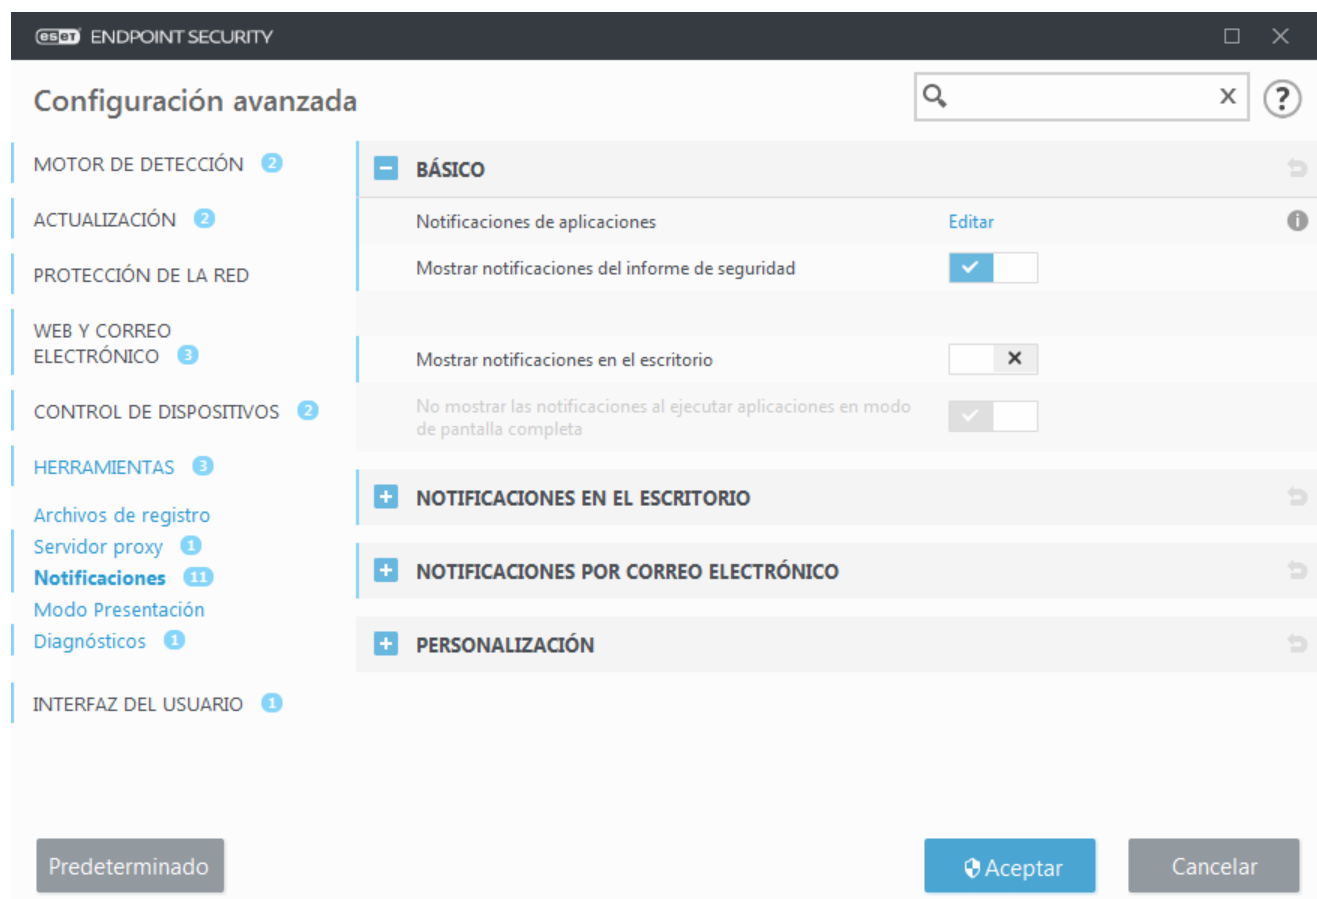 eset ENDPOINT SECURITY
Configuración avanzada
X
?
MOTOR DE DETECCIÓN 2
ACTUALIZACIÓN 2
PROTECCIÓN DE LA RED
WEB Y CORREO
ELECTRÓNICO 3
CONTROL DE DISPOSITIVOS 2
HERRAMIENTAS 3
Archivos de registro
Servidor proxy 1
Notificaciones 11
Modo Presentación
Diagnósticos 1
INTERFAZ DEL USUARIO 1
BÁSICO
Notificaciones de aplicaciones Editar
Mostrar notificaciones del informe de seguridad
Mostrar notificaciones en el escritorio
No mostrar las notificaciones al ejecutar aplicaciones en modo
de pantalla completa
NOTIFICACIONES EN EL ESCRITORIO
NOTIFICACIONES POR CORREO ELECTRÓNICO
PERSONALIZACIÓN
Predeterminado
Aceptar
Cancelar